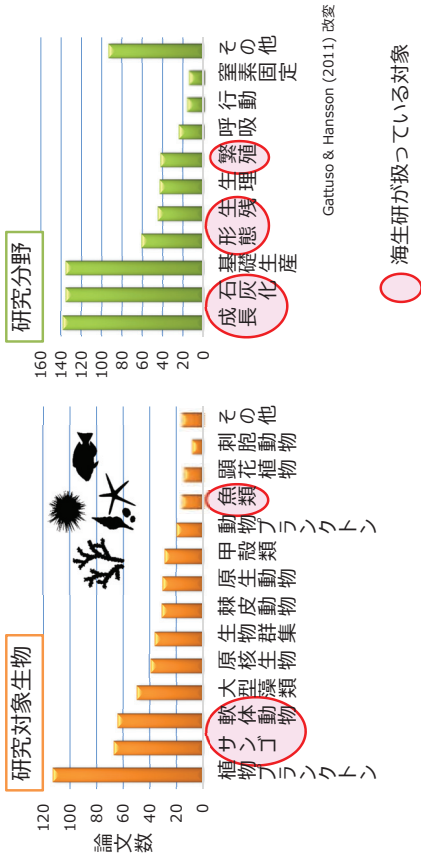 研究対象生物
論文数
120
100
80
60
40
20
0
植物プランクトン
サンゴ
軟体動物
大型藻類
原核生物
生物群集
棘皮動物
原生動物
甲殻類
動物プランクトン
魚類
顕花植物
刺胞動物
その他
研究分野
160
140
120
100
80
60
40
20
0
成長
石灰化
基礎生産
形態
生残
生理
繁殖
呼吸
行動
窒素固定
その他
Gattuso & Hansson (2011) 改変
海生研が扱っている対象